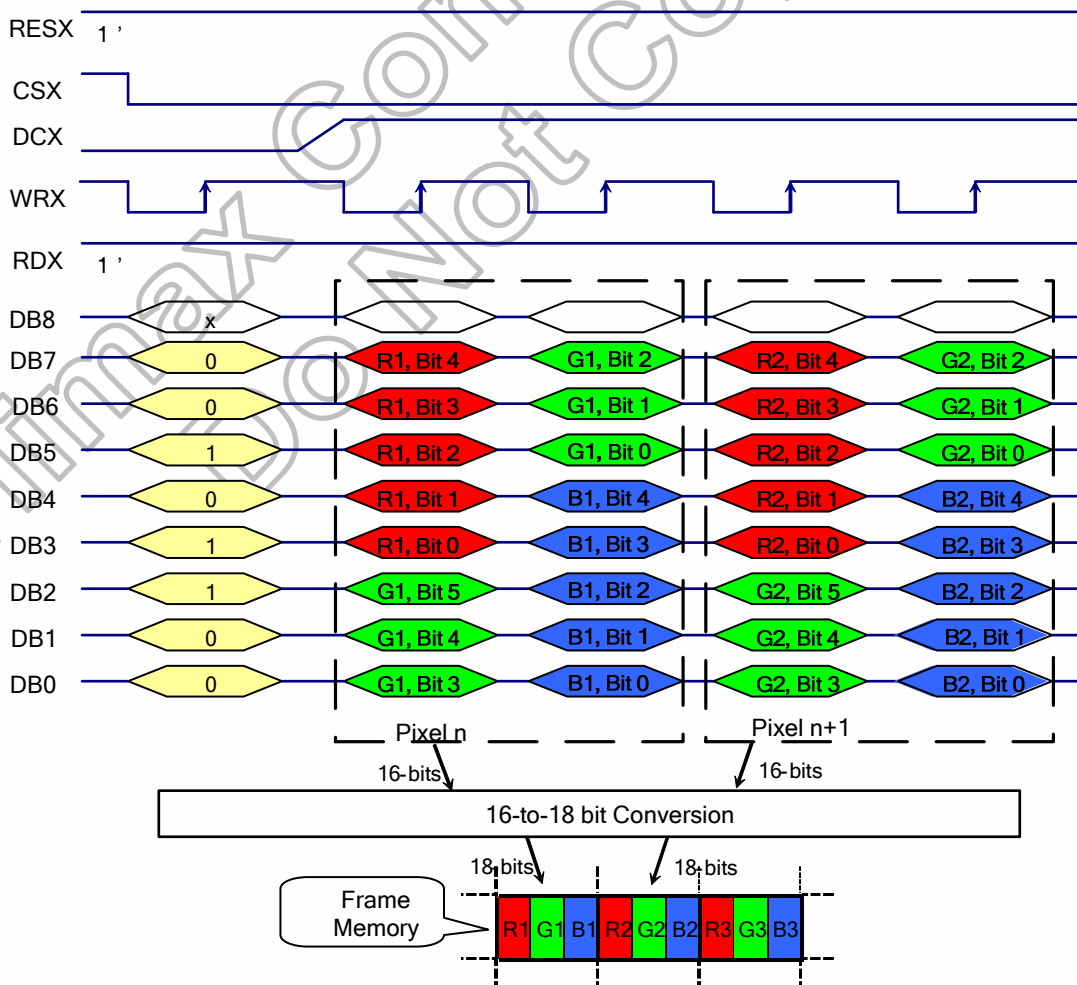 RESX 1 '
CSX
DCX
WRX
RDX 1 '
DB8 x
DB7 0 R1, Bit 4 G1, Bit 2 R2, Bit 4 G2, Bit 2
DB6 0 R1, Bit 3 G1, Bit 1 R2, Bit 3 G2, Bit 1
DB5 1 R1, Bit 2 G1, Bit 0 R2, Bit 2 G2, Bit 0
DB4 0 R1, Bit 1 B1, Bit 4 R2, Bit 1 B2, Bit 4
DB3 1 R1, Bit 0 B1, Bit 3 R2, Bit 0 B2, Bit 3
DB2 1 G1, Bit 5 B1, Bit 2 G2, Bit 5 B2, Bit 2
DB1 0 G1, Bit 4 B1, Bit 1 G2, Bit 4 B2, Bit 1
DB0 0 G1, Bit 3 B1, Bit 0 G2, Bit 3 B2, Bit 0
Pixel n Pixel n+1
16-bits 16-bits
16-to-18 bit Conversion
18-bits 18-bits
Frame
Memory
R1 G1 B1 R2 G2 B2 R3 G3 B3
Do Not